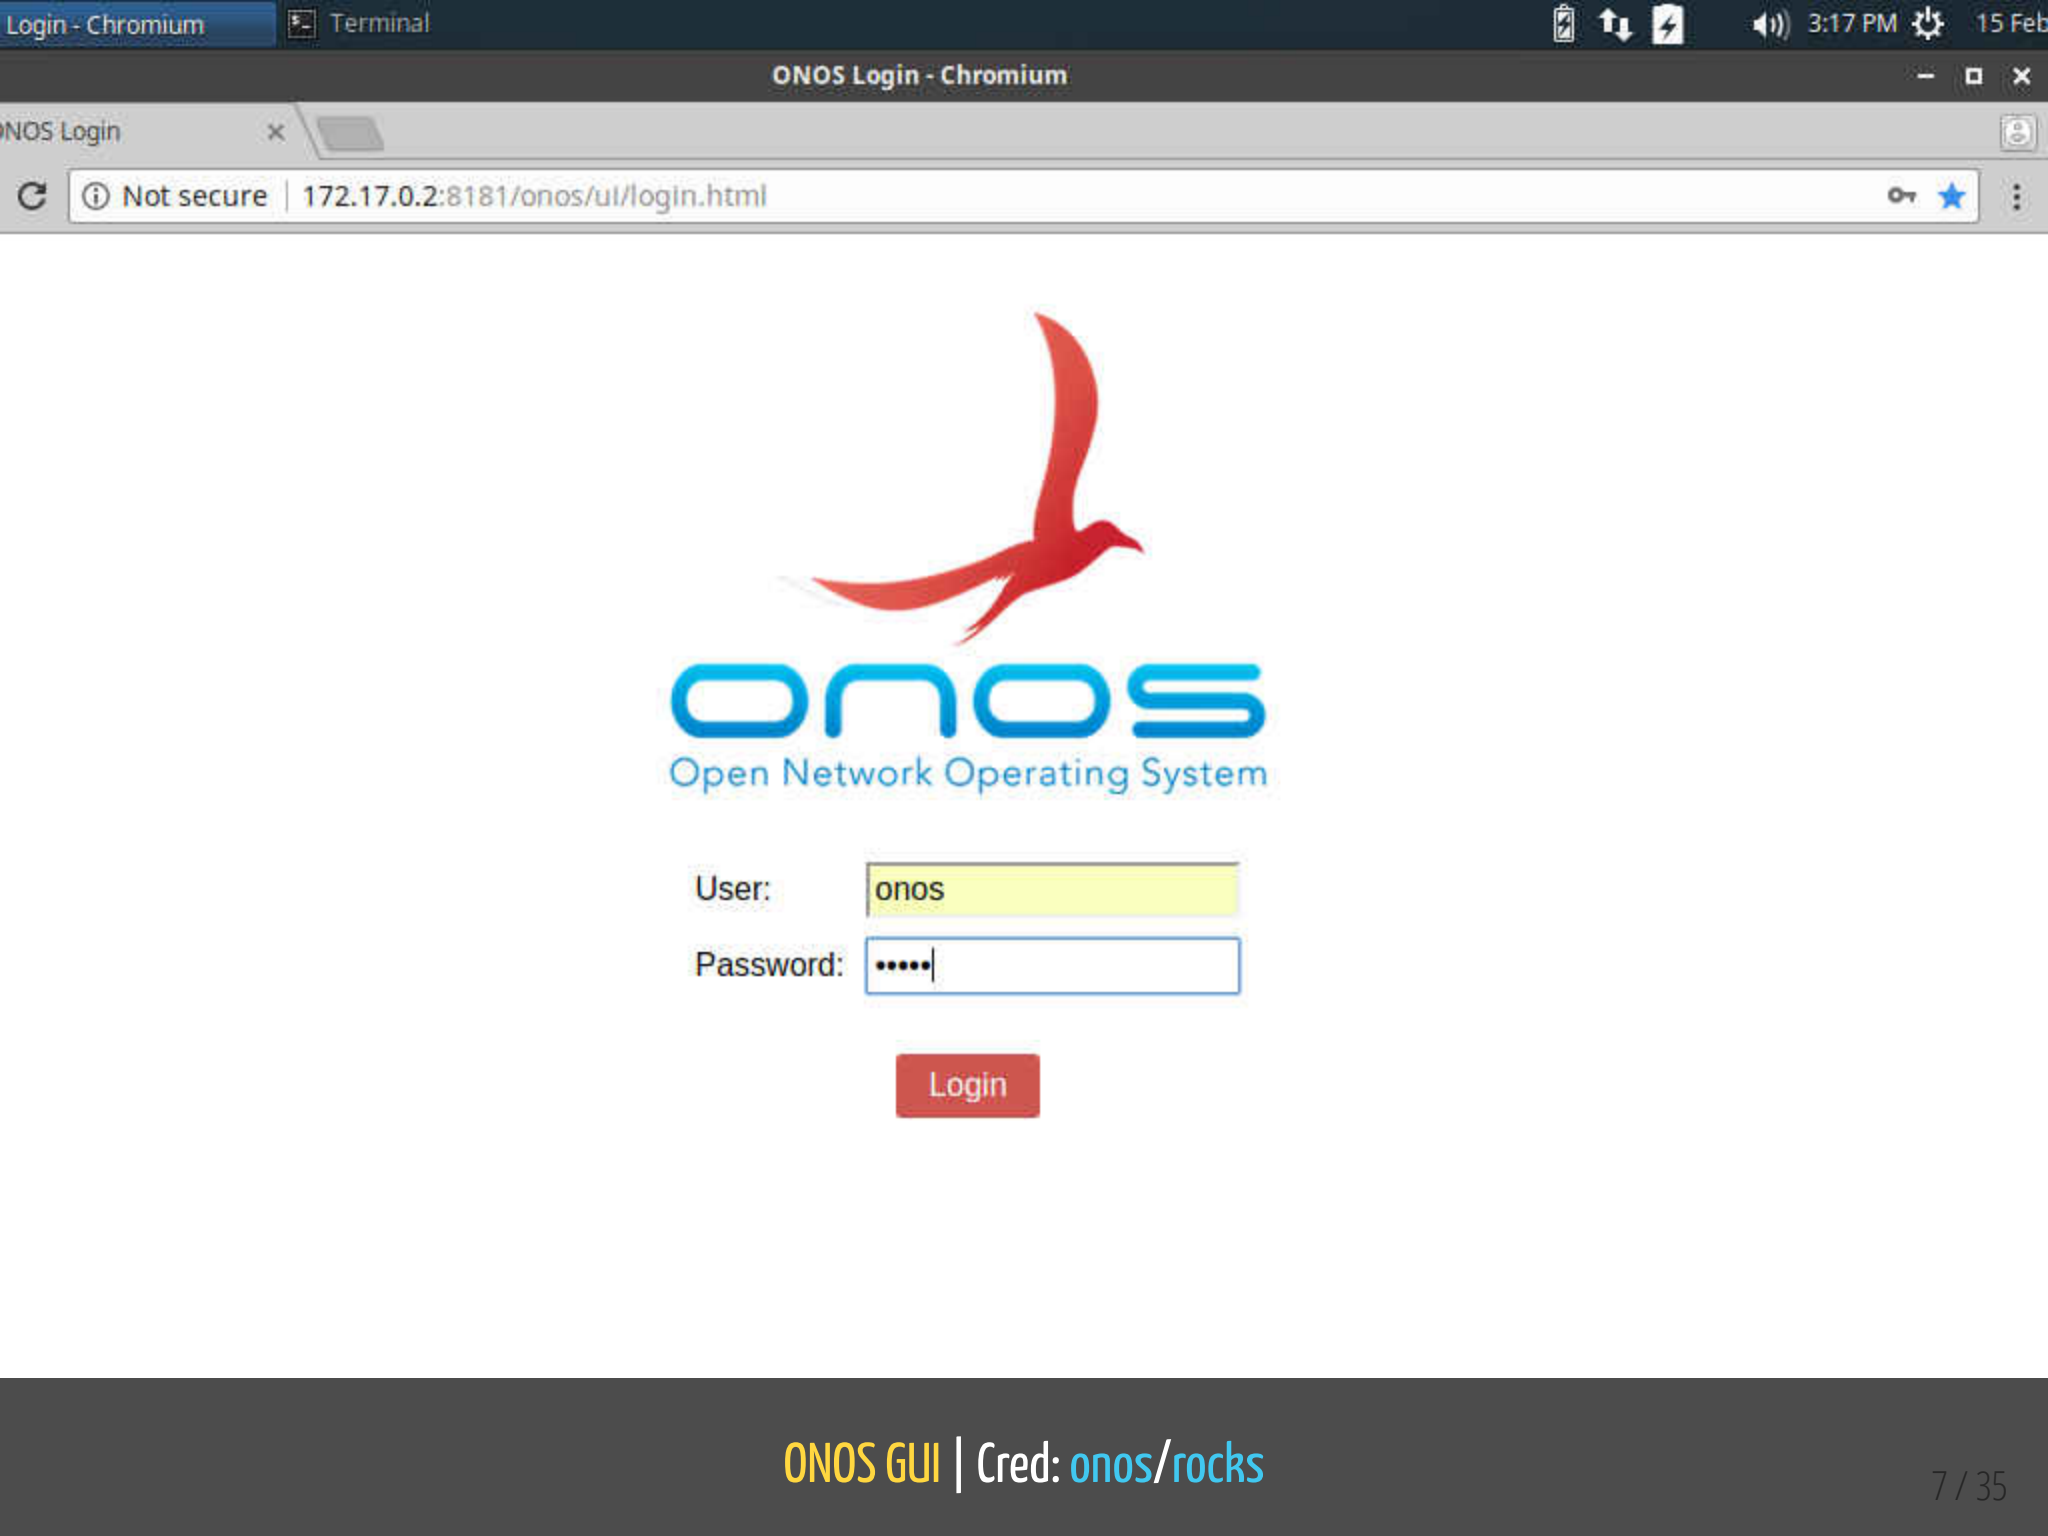 Login - Chromium
Terminal
3:17 PM
15 Feb
ONOS Login - Chromium
ONOS Login
Not secure
172.17.0.2:8181/onos/ui/login.html
onos
Open Network Operating System
User: onos
Password: •••••
Login
ONOS GUI | Cred: onos/rocks
7 / 35